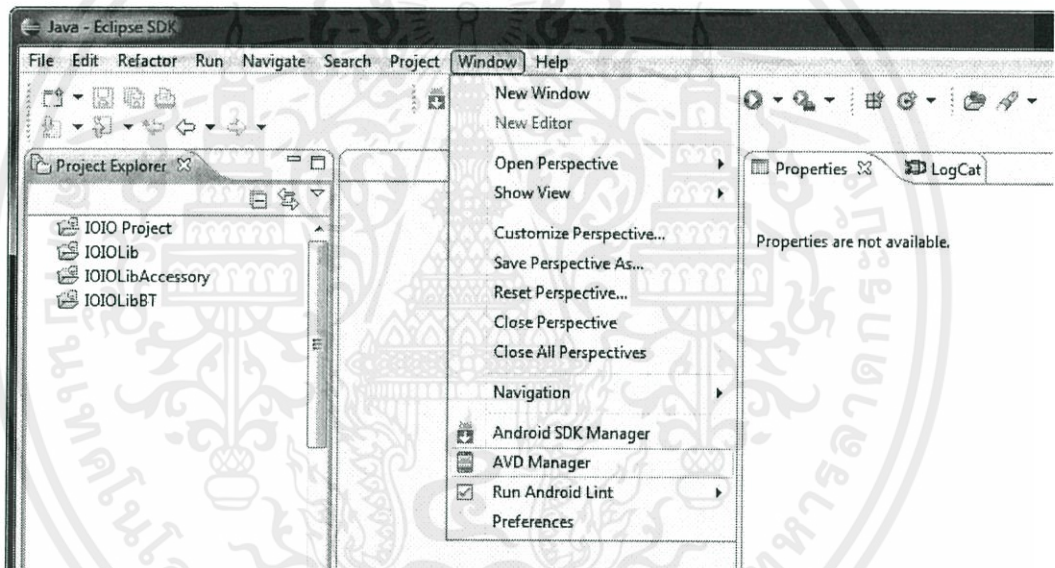 Java - Eclipse SDK
File Edit Refactor Run Navigate Search Project Window Help
New Window
New Editor
Open Perspective
Show View
Customize Perspective...
Save Perspective As...
Reset Perspective...
Close Perspective
Close All Perspectives
Navigation
Android SDK Manager
AVD Manager
Run Android Lint
Preferences
Project Explorer
IOIO Project
IOIOLib
IOIOLibAccessory
IOIOLibBT
Properties LogCat
Properties are not available.